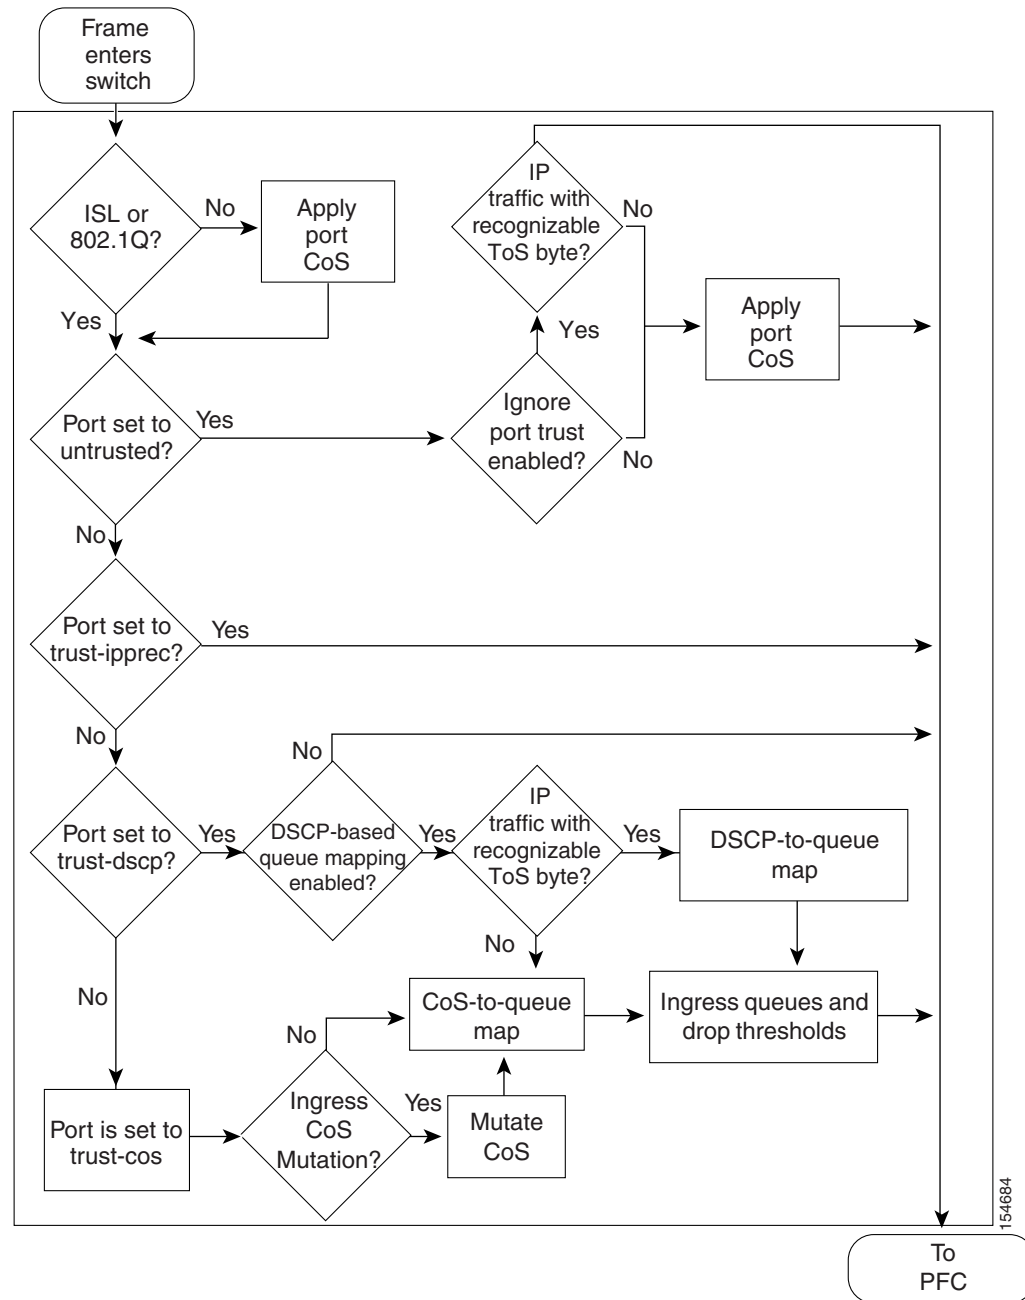 Frame
enters
switch
ISL or
802.1Q?
No
Apply
port
CoS
Yes
IP
traffic with
recognizable
ToS byte?
No
Yes
Apply
port
CoS
Port set to
untrusted?
Yes
Ignore
port trust
enabled?
No
No
Port set to
trust-ipprec?
Yes
No
Port set to
trust-dscp?
Yes
No
DSCP-based
queue mapping
enabled?
Yes
IP
traffic with
recognizable
ToS byte?
Yes
DSCP-to-queue
map
No
No
CoS-to-queue
map
Ingress queues and
drop thresholds
Port is set to
trust-cos
No
Ingress
CoS
Mutation?
Yes
Mutate
CoS
154684
To
PFC